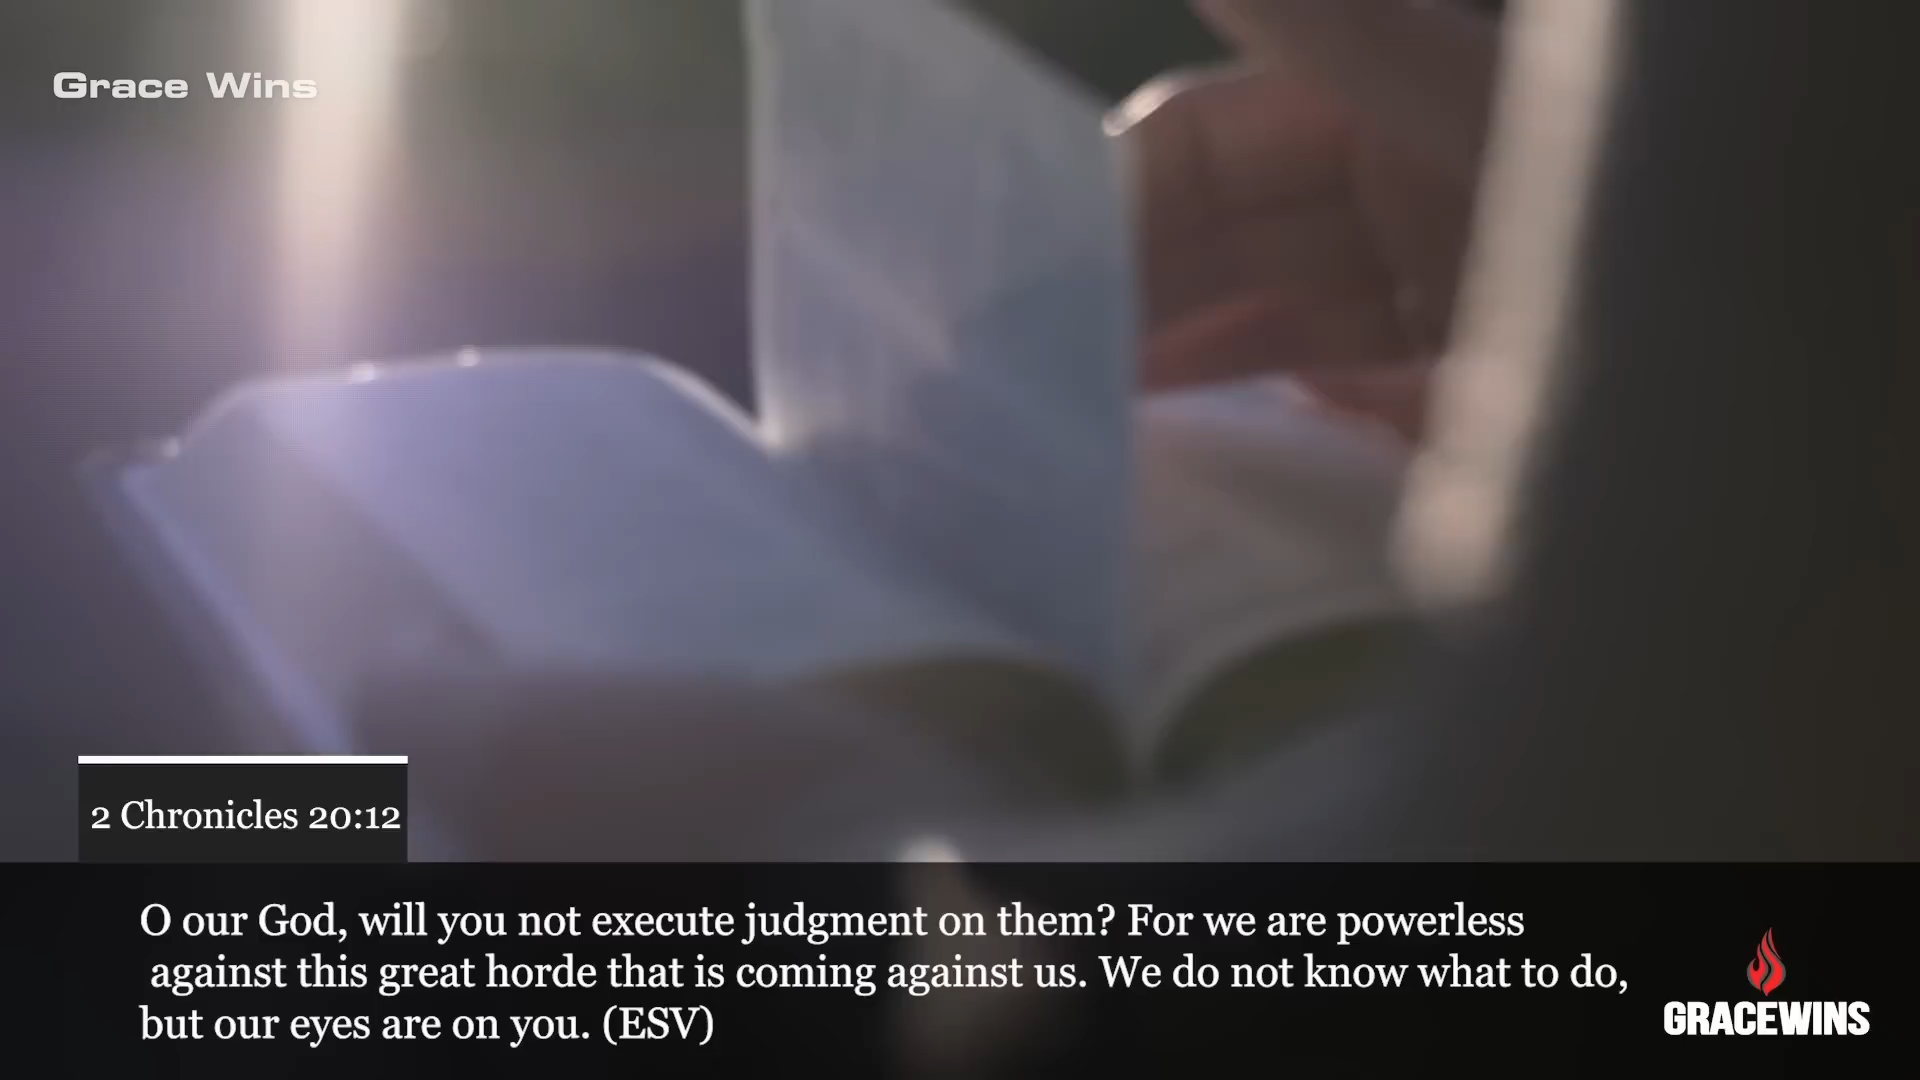 Grace Wins
2 Chronicles 20:12
O our God, will you not execute judgment on them? For we are powerless
against this great horde that is coming against us. We do not know what to do,
but our eyes are on you. (ESV)
GRACEWINS